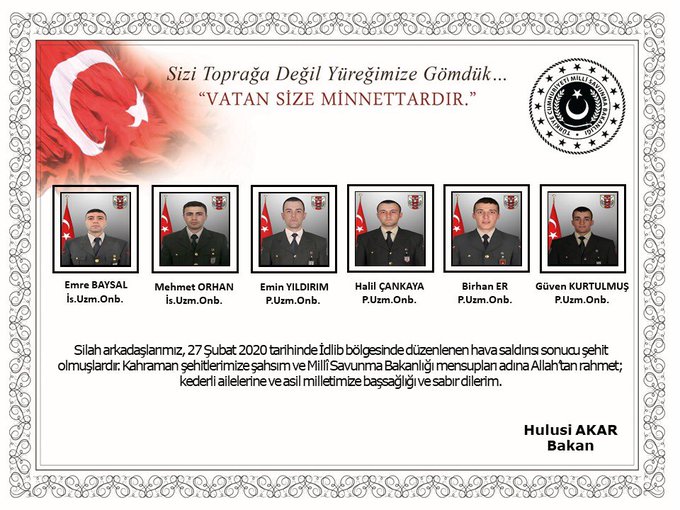 Sizi Toprağa Değil Yüreğimize Gömdük...
“VATAN SİZE MİNNETTARDIR.”
TÜRKİYE CUMHURİYETİ MİLLÎ SAVUNMA BAKANLIĞI
Emre BAYSAL
İs.Uzm.Onb.
Mehmet ORHAN
İs.Uzm.Onb.
Emin YILDIRIM
P.Uzm.Onb.
Halil ÇANKAYA
P.Uzm.Onb.
Birhan ER
P.Uzm.Onb.
Güven KURTULMUŞ
P.Uzm.Onb.
Silah arkadaşlarımız, 27 Şubat 2020 tarihinde İdlib bölgesinde düzenlenen hava saldırısı sonucu şehit
olmuşlardır. Kahraman şehitlerimize şahsım ve Millî Savunma Bakanlığı mensupları adına Allah’tan rahmet;
kederli ailelerine ve asil milletimize başsağlığı ve sabır dilerim.
Hulusi AKAR
Bakan